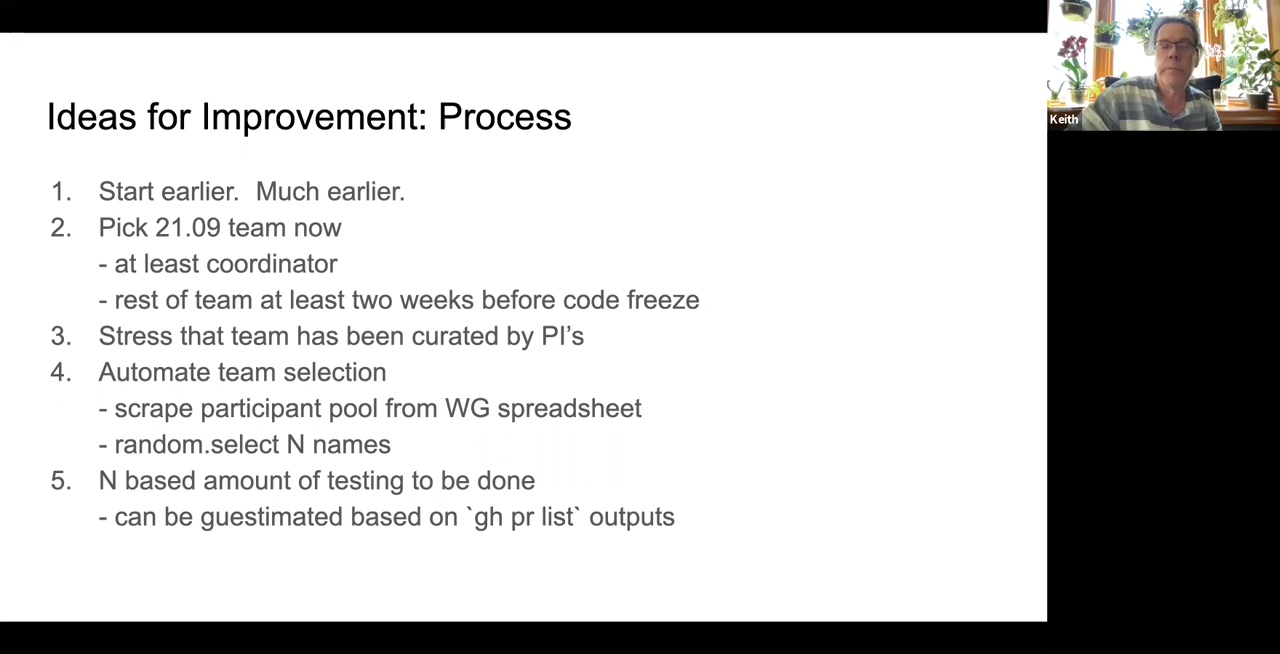 Ideas for Improvement: Process
1. Start earlier.  Much earlier.
2. Pick 21.09 team now
- at least coordinator
- rest of team at least two weeks before code freeze
3. Stress that team has been curated by PI’s
4. Automate team selection
- scrape participant pool from WG spreadsheet
- random.select N names
5. N based amount of testing to be done
- can be guestimated based on `gh pr list` outputs
Keith